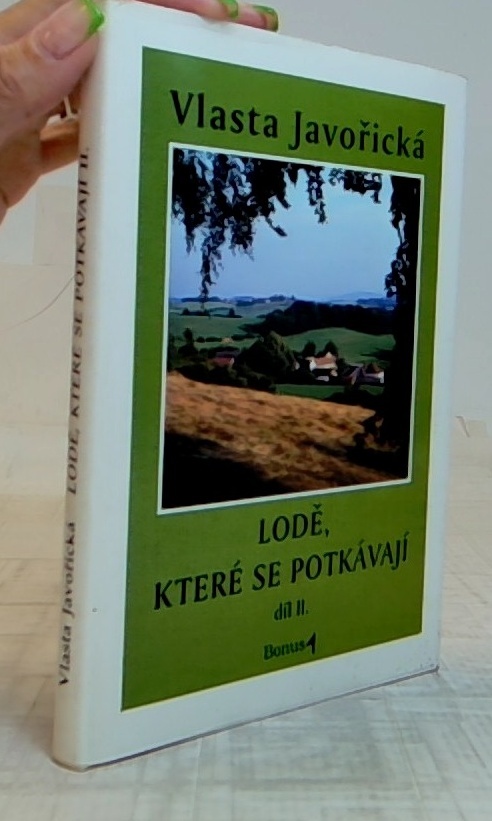 Vlasta Javořická
LODĚ,
KTERÉ SE POTKÁVAJÍ
díl II.
Bonus A
Vlasta Javořická LODĚ, KTERÉ SE POTKÁVAJÍ II.